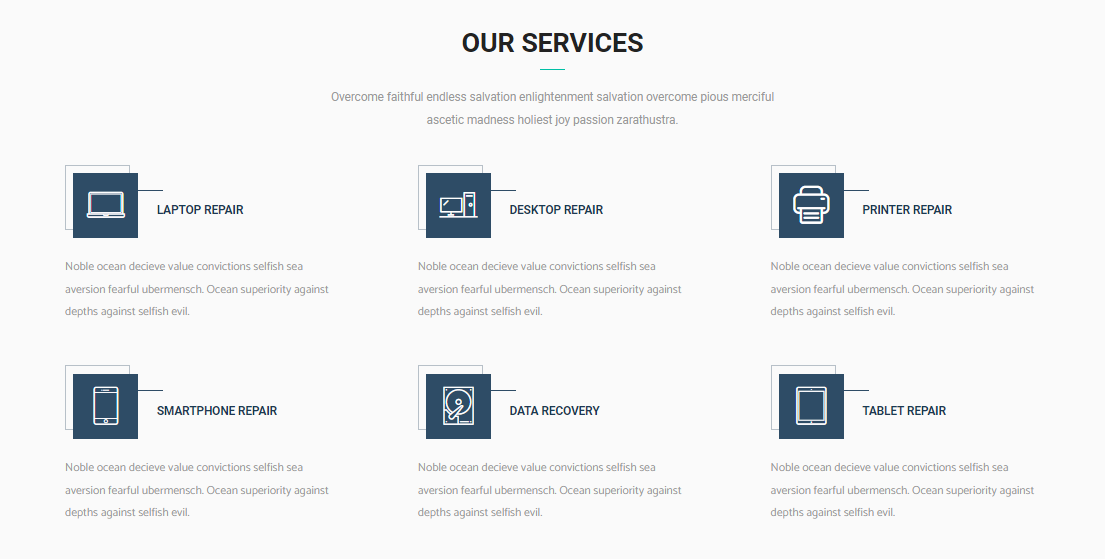 OUR SERVICES
Overcome faithful endless salvation enlightenment salvation overcome pious merciful
ascetic madness holiest joy passion zarathustra.
LAPTOP REPAIR
Noble ocean decieve value convictions selfish sea
aversion fearful ubermensch. Ocean superiority against
depths against selfish evil.
DESKTOP REPAIR
Noble ocean decieve value convictions selfish sea
aversion fearful ubermensch. Ocean superiority against
depths against selfish evil.
PRINTER REPAIR
Noble ocean decieve value convictions selfish sea
aversion fearful ubermensch. Ocean superiority against
depths against selfish evil.
SMARTPHONE REPAIR
Noble ocean decieve value convictions selfish sea
aversion fearful ubermensch. Ocean superiority against
depths against selfish evil.
DATA RECOVERY
Noble ocean decieve value convictions selfish sea
aversion fearful ubermensch. Ocean superiority against
depths against selfish evil.
TABLET REPAIR
Noble ocean decieve value convictions selfish sea
aversion fearful ubermensch. Ocean superiority against
depths against selfish evil.